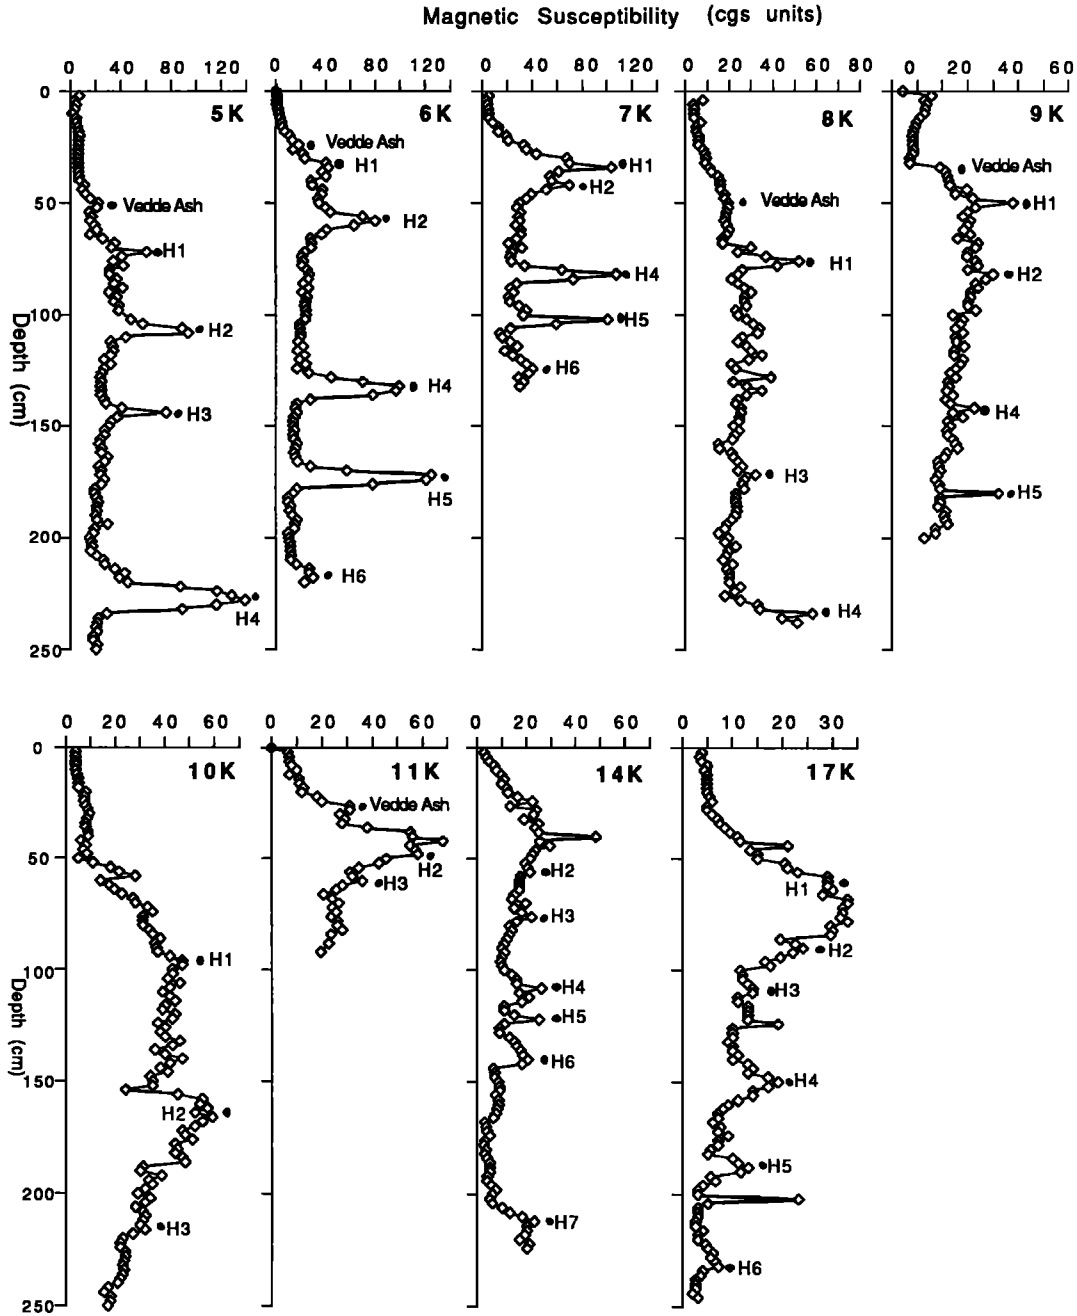 Magnetic Susceptibility (cgs units)
0 40 80 120
0 40 80 120
0 40 80 120
0 20 40 60 80
0 20 40 60
Depth (cm)
0
50
100
150
200
250
5K
Vedde Ash
H1
H2
H3
H4
6K
Vedde Ash
H1
H2
H4
H5
H6
7K
H1
H2
H4
H5
H6
8K
Vedde Ash
H1
H3
H4
9K
Vedde Ash
H1
H2
H4
H5
0 20 40 60
0 20 40 60
0 20 40 60
0 10 20 30
Depth (cm)
0
50
100
150
200
250
10K
H1
H2
H3
11K
Vedde Ash
H2
H3
14K
H2
H3
H4
H5
H6
H7
17K
H1
H2
H3
H4
H5
H6